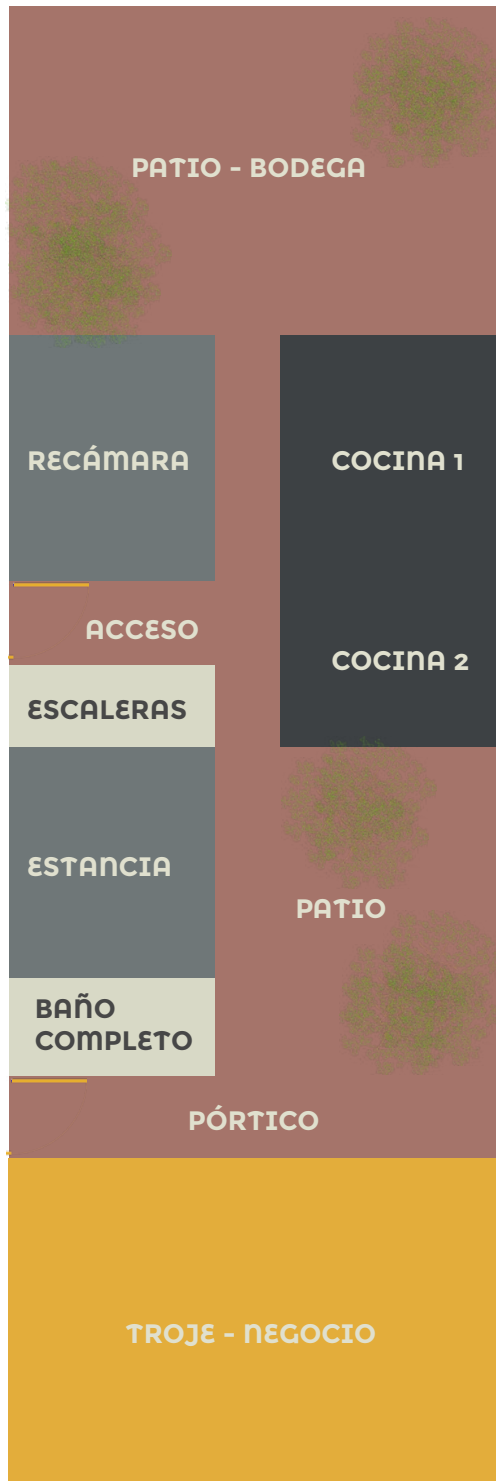 PATIO - BODEGA
RECÁMARA
COCINA 1
ACCESO
COCINA 2
ESCALERAS
ESTANCIA
PATIO
BAÑO
COMPLETO
PÓRTICO
TROJE - NEGOCIO